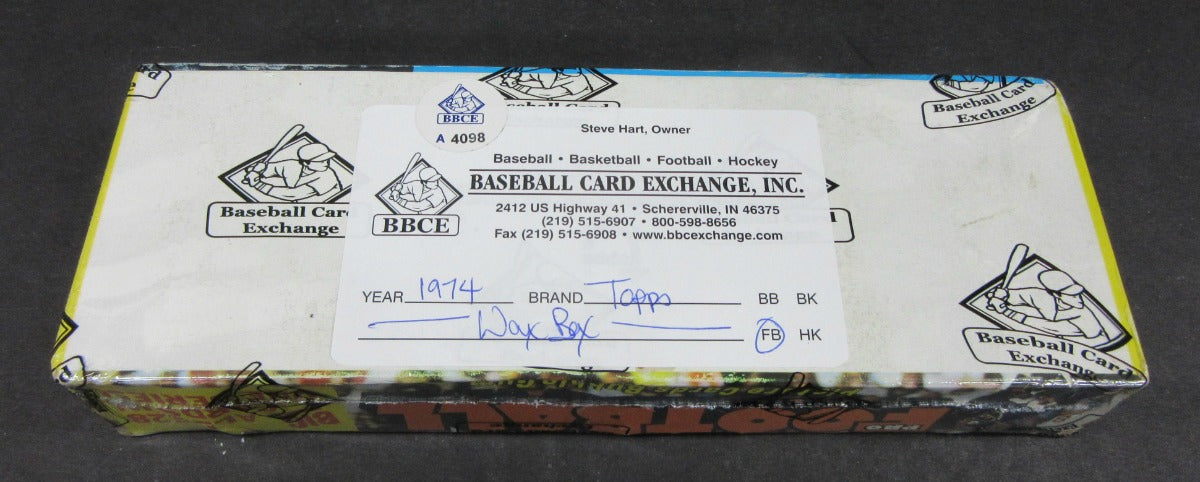 Baseball Card
Exchange
BBCE
A 4098
Steve Hart, Owner
Baseball • Basketball • Football • Hockey
BASEBALL CARD EXCHANGE, INC.
BBCE
2412 US Highway 41 • Schererville, IN 46375
(219) 515-6907 • 800-598-8656
Fax (219) 515-6908 • www.bbcexchange.com
Baseball Car
Exchange
YEAR 1974 BRAND Topps BB BK
Wax Box FB HK
Baseball Card
Exchang
FOOTBALL